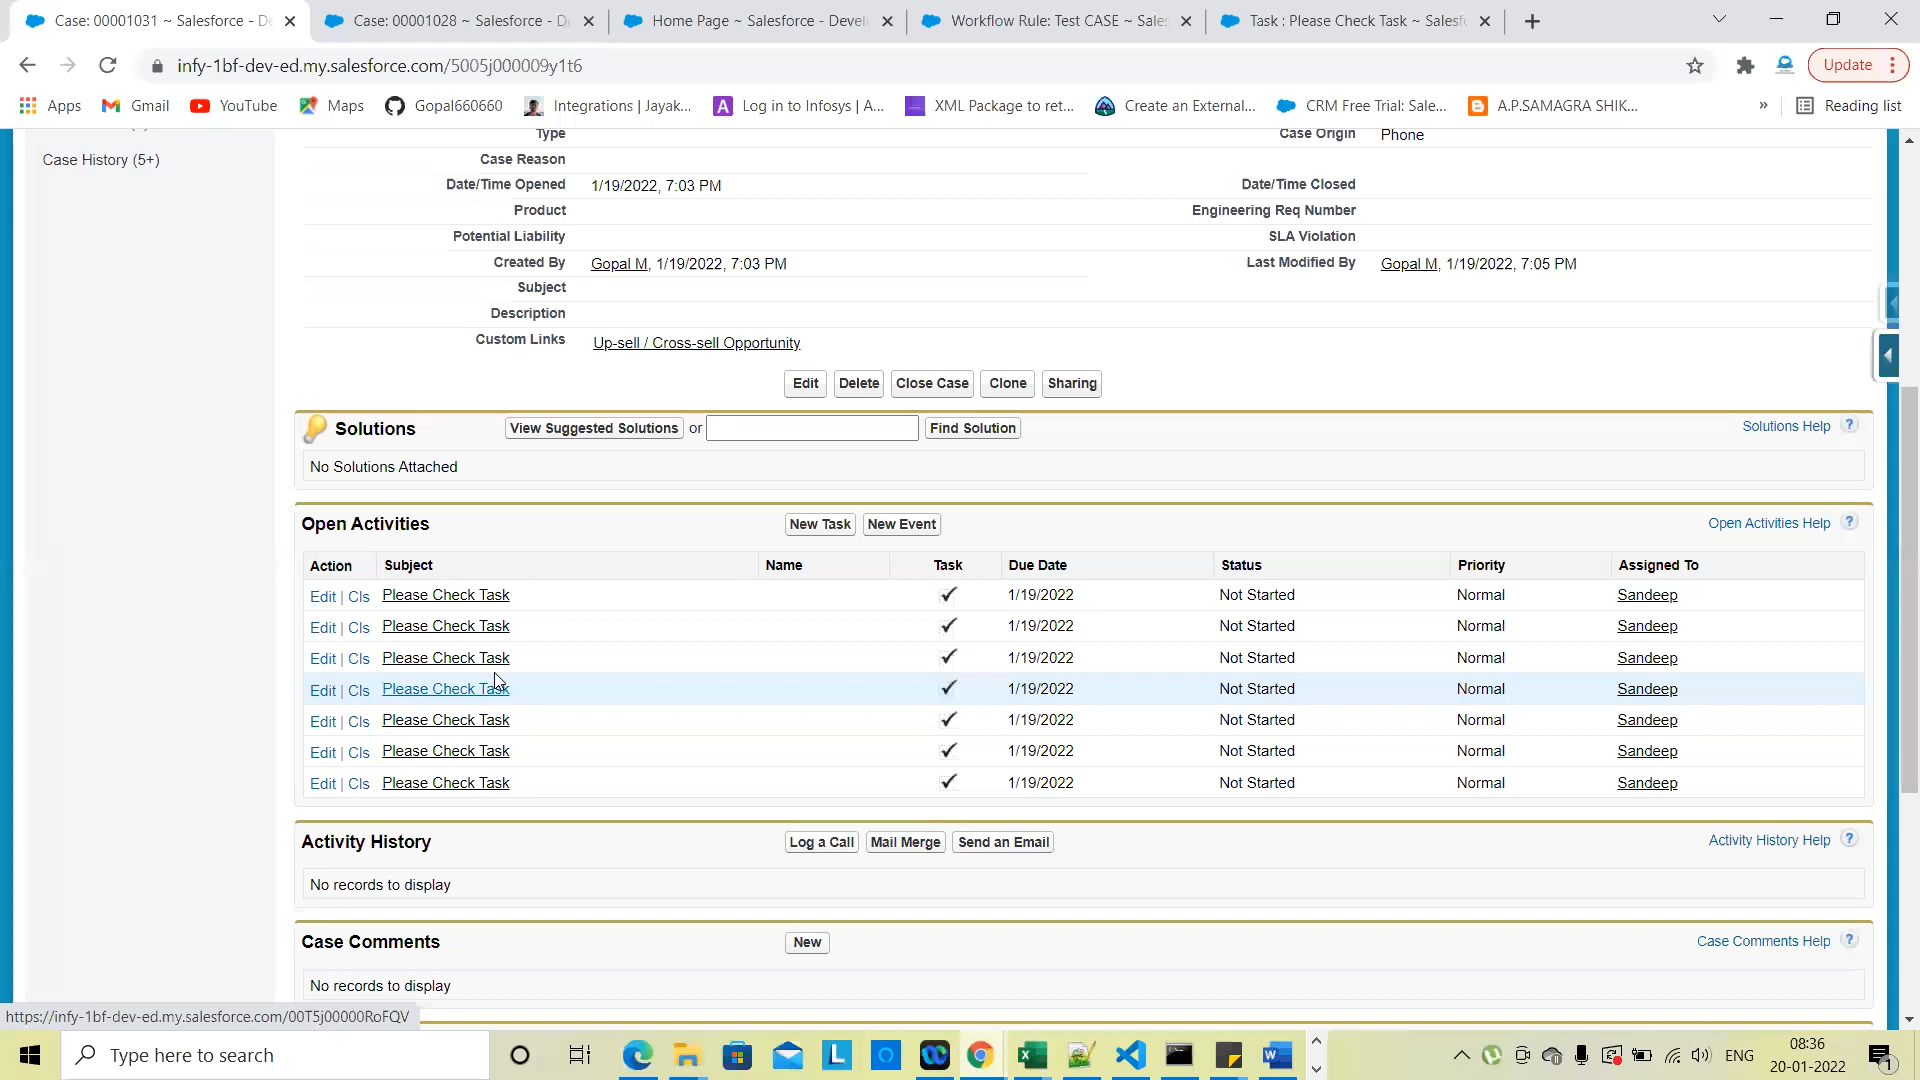 Case: 00001031 ~ Salesforce - De
Case: 00001028 ~ Salesforce - De
Home Page ~ Salesforce - Devel
Workflow Rule: Test CASE ~ Sale
Task : Please Check Task ~ Salesf
infy-1bf-dev-ed.my.salesforce.com/5005j000009y1t6
Update
Apps
Gmail
YouTube
Maps
Gopal660660
Integrations | Jayak...
Log in to Infosys | A...
XML Package to ret...
Create an External...
CRM Free Trial: Sale...
A.P.SAMAGRA SHIK...
»
Reading list
Case History (5+)
Type
Case Origin Phone
Case Reason
Date/Time Opened 1/19/2022, 7:03 PM
Date/Time Closed
Product
Engineering Req Number
Potential Liability
SLA Violation
Created By Gopal M, 1/19/2022, 7:03 PM
Last Modified By Gopal M, 1/19/2022, 7:05 PM
Subject
Description
Custom Links Up-sell / Cross-sell Opportunity
Edit Delete Close Case Clone Sharing
Solutions View Suggested Solutions or Find Solution Solutions Help ?
No Solutions Attached
Open Activities New Task New Event Open Activities Help ?
Action Subject Name Task Due Date Status Priority Assigned To
Edit | Cls Please Check Task 1/19/2022 Not Started Normal Sandeep
Edit | Cls Please Check Task 1/19/2022 Not Started Normal Sandeep
Edit | Cls Please Check Task 1/19/2022 Not Started Normal Sandeep
Edit | Cls Please Check Task 1/19/2022 Not Started Normal Sandeep
Edit | Cls Please Check Task 1/19/2022 Not Started Normal Sandeep
Edit | Cls Please Check Task 1/19/2022 Not Started Normal Sandeep
Edit | Cls Please Check Task 1/19/2022 Not Started Normal Sandeep
Activity History Log a Call Mail Merge Send an Email Activity History Help ?
No records to display
Case Comments New Case Comments Help ?
No records to display
https://infy-1bf-dev-ed.my.salesforce.com/00T5j00000RoFQV
Type here to search
ENG
08:36
20-01-2022
1